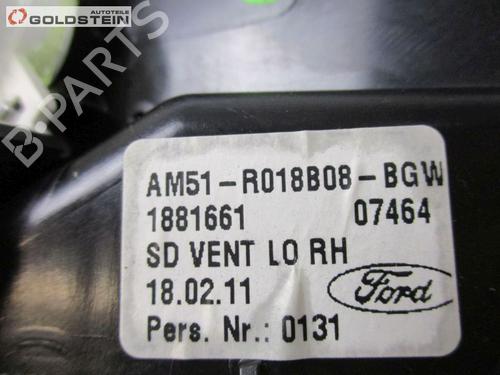 AUTOTEILE
GOLDSTEIN
B-PARTS
AM51-R018B08-BGW
1881661 07464
SD VENT LO RH
18.02.11 Ford
Pers. Nr.: 0131